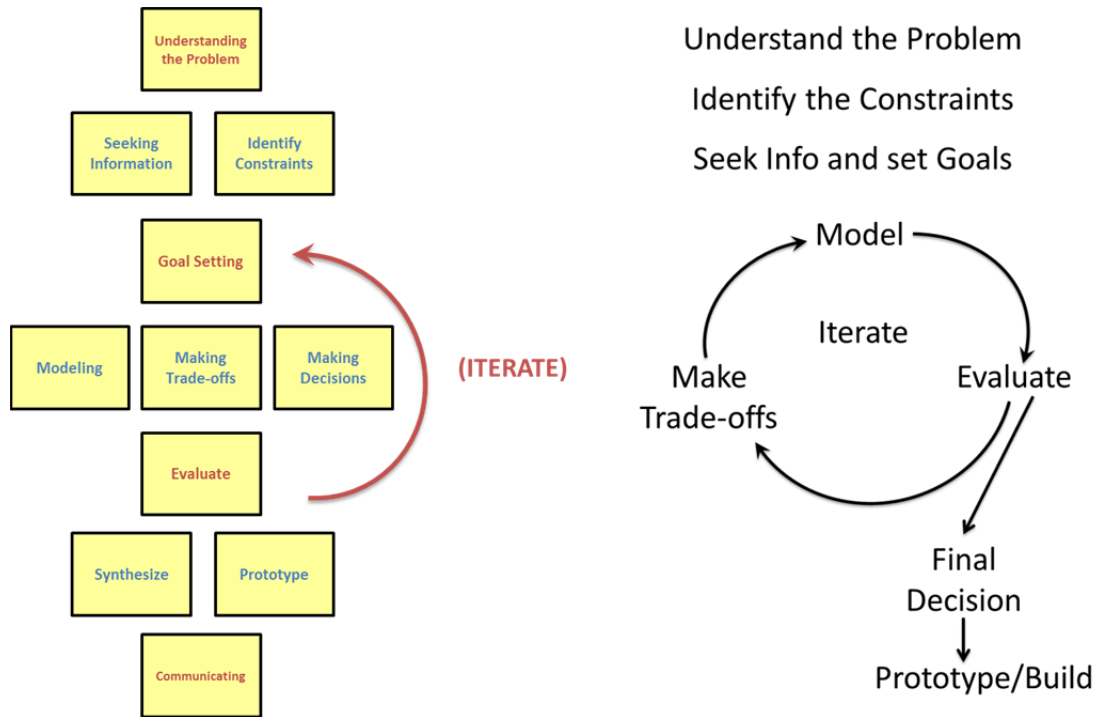 Understanding
the Problem
Seeking
Information
Identify
Constraints
Goal Setting
Modeling
Making
Trade-offs
Making
Decisions
(ITERATE)
Evaluate
Synthesize
Prototype
Communicating
Understand the Problem
Identify the Constraints
Seek Info and set Goals
Model
Iterate
Make
Trade-offs
Evaluate
Final
Decision
Prototype/Build